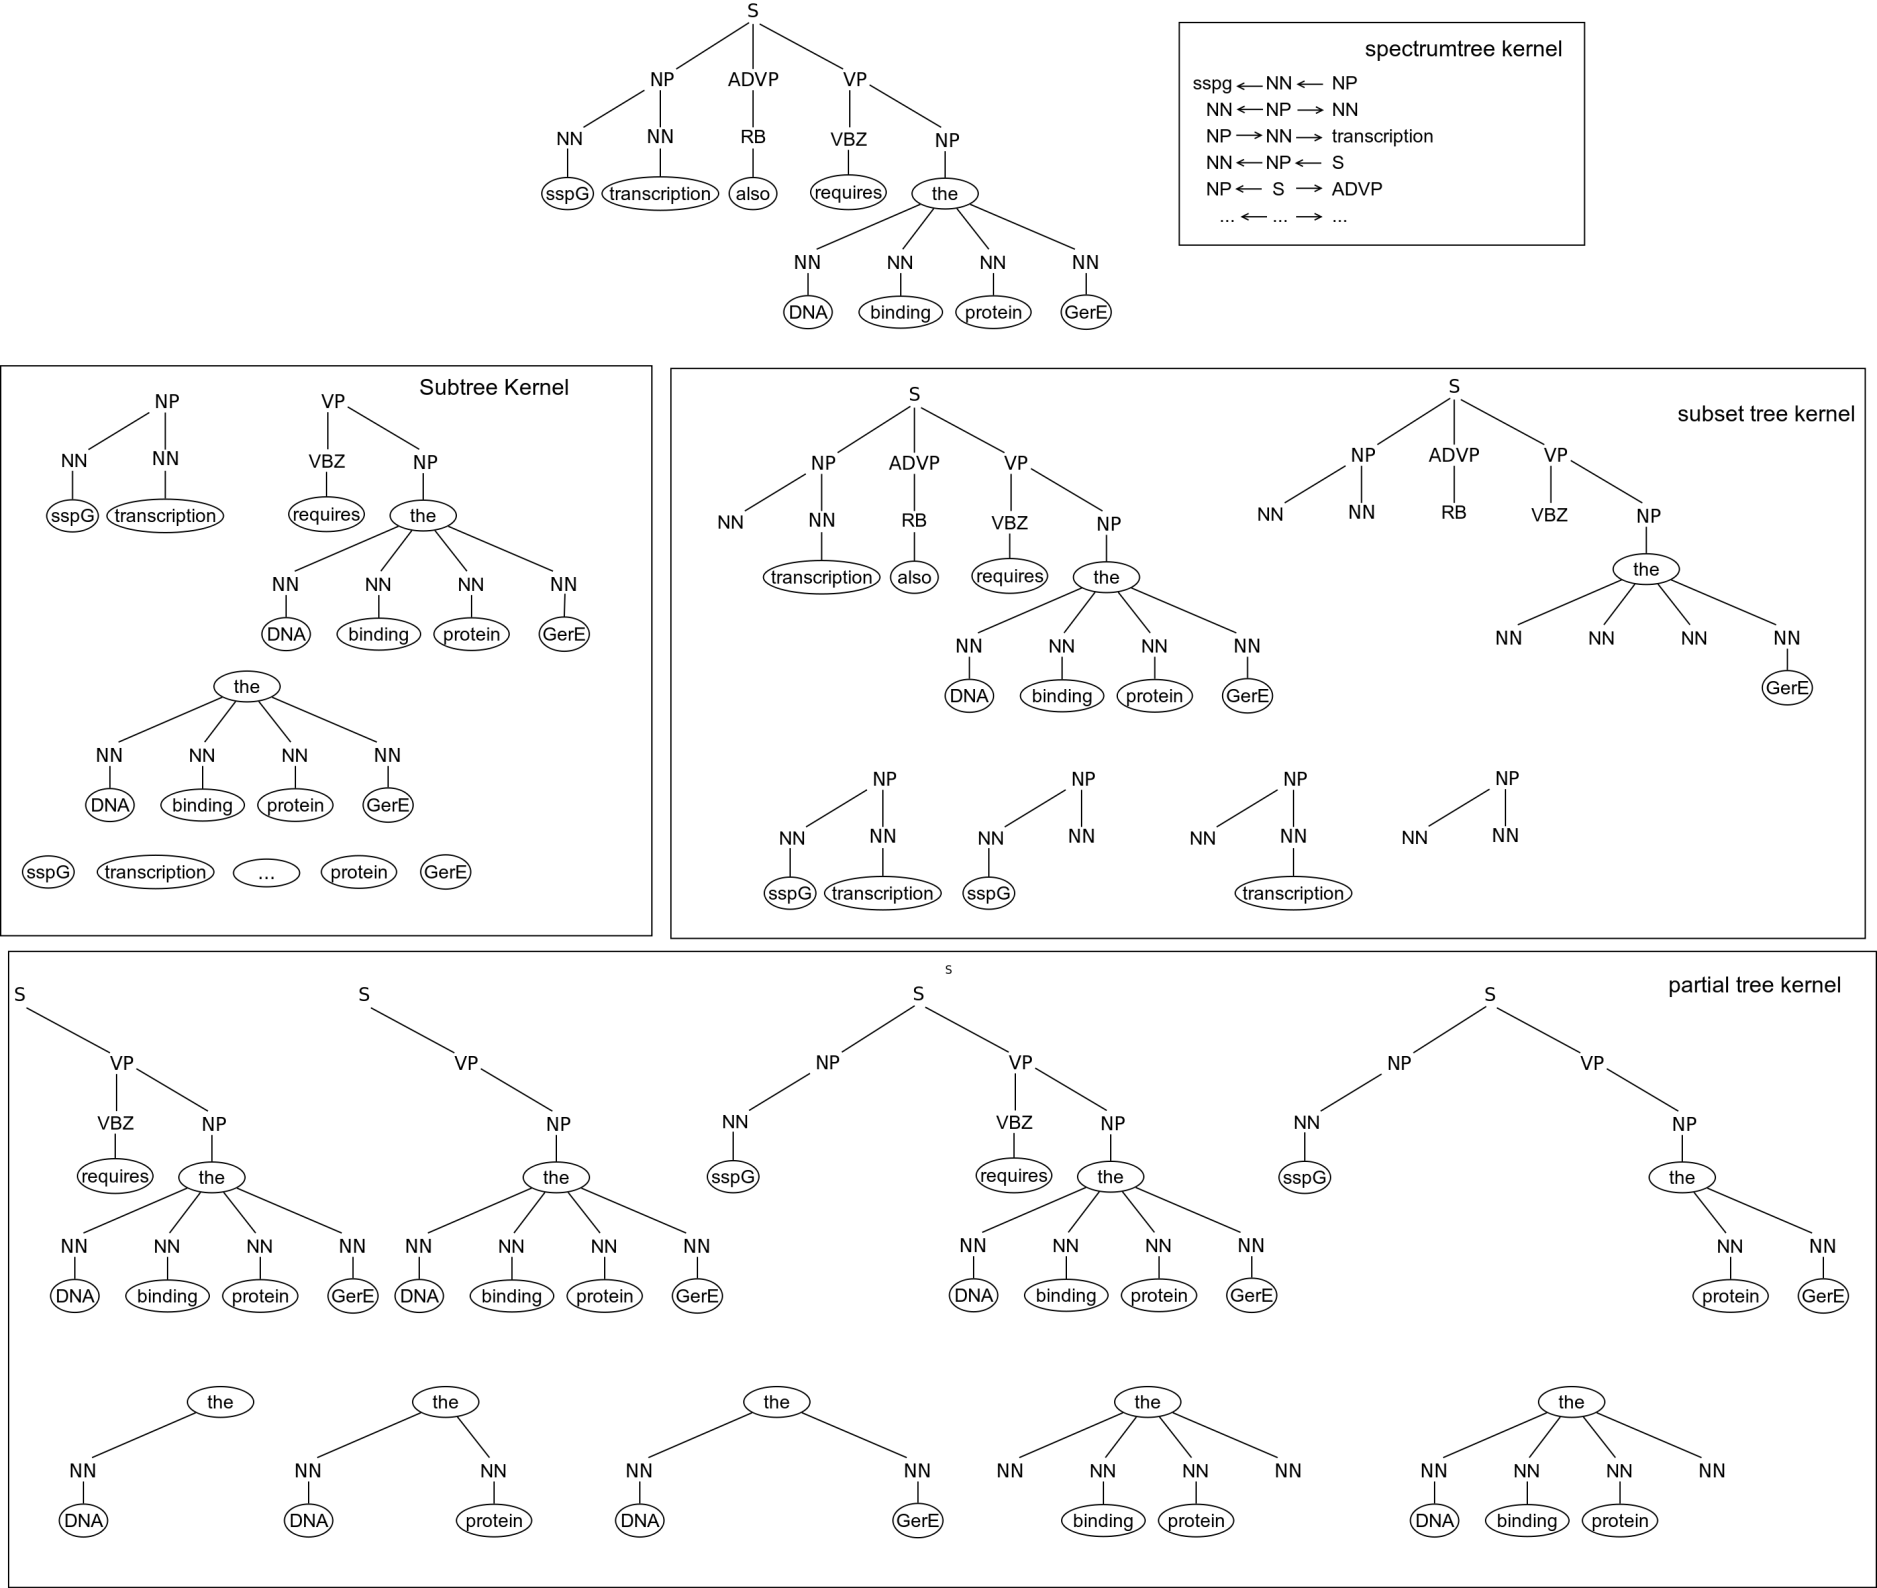 S
NP ADVP VP
NN NN RB VBZ NP
sspG transcription also requires the
NN NN NN NN
DNA binding protein GerE
spectrumtree kernel
sspg ← NN ← NP
NN ← NP → NN
NP → NN → transcription
NN ← NP ← S
NP ← S → ADVP
... ← ... → ...
Subtree Kernel
NP VP
NN NN VBZ NP
sspG transcription requires the
NN NN NN NN
DNA binding protein GerE
the
NN NN NN NN
DNA binding protein GerE
sspG transcription ... protein GerE
subset tree kernel
S
NP ADVP VP
NN NN RB VBZ NP
transcription also requires the
NN NN NN NN
DNA binding protein GerE
S
NP ADVP VP
NN NN RB VBZ NP
the
NN NN NN NN
GerE
NP NP NP NP
NN NN NN NN NN NN NN NN
sspG transcription sspG transcription
S
partial tree kernel
S S S S
VP VP NP VP NP VP
VBZ NP NP NN VBZ NP NN NP
requires the the sspG requires the sspG the
NN NN NN NN NN NN NN NN NN NN NN NN NN NN
DNA binding protein GerE DNA binding protein GerE DNA binding protein GerE protein GerE
the the the the the
NN NN NN NN NN NN NN NN NN NN NN NN NN
DNA DNA protein DNA GerE binding protein DNA binding protein